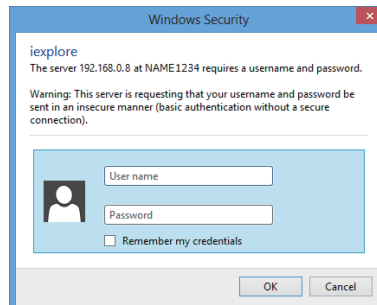 Windows Security
iexplore
The server 192.168.0.8 at NAME1234 requires a username and password.
Warning: This server is requesting that your username and password be
sent in an insecure manner (basic authentication without a secure
connection).
User name
Password
Remember my credentials
OK Cancel